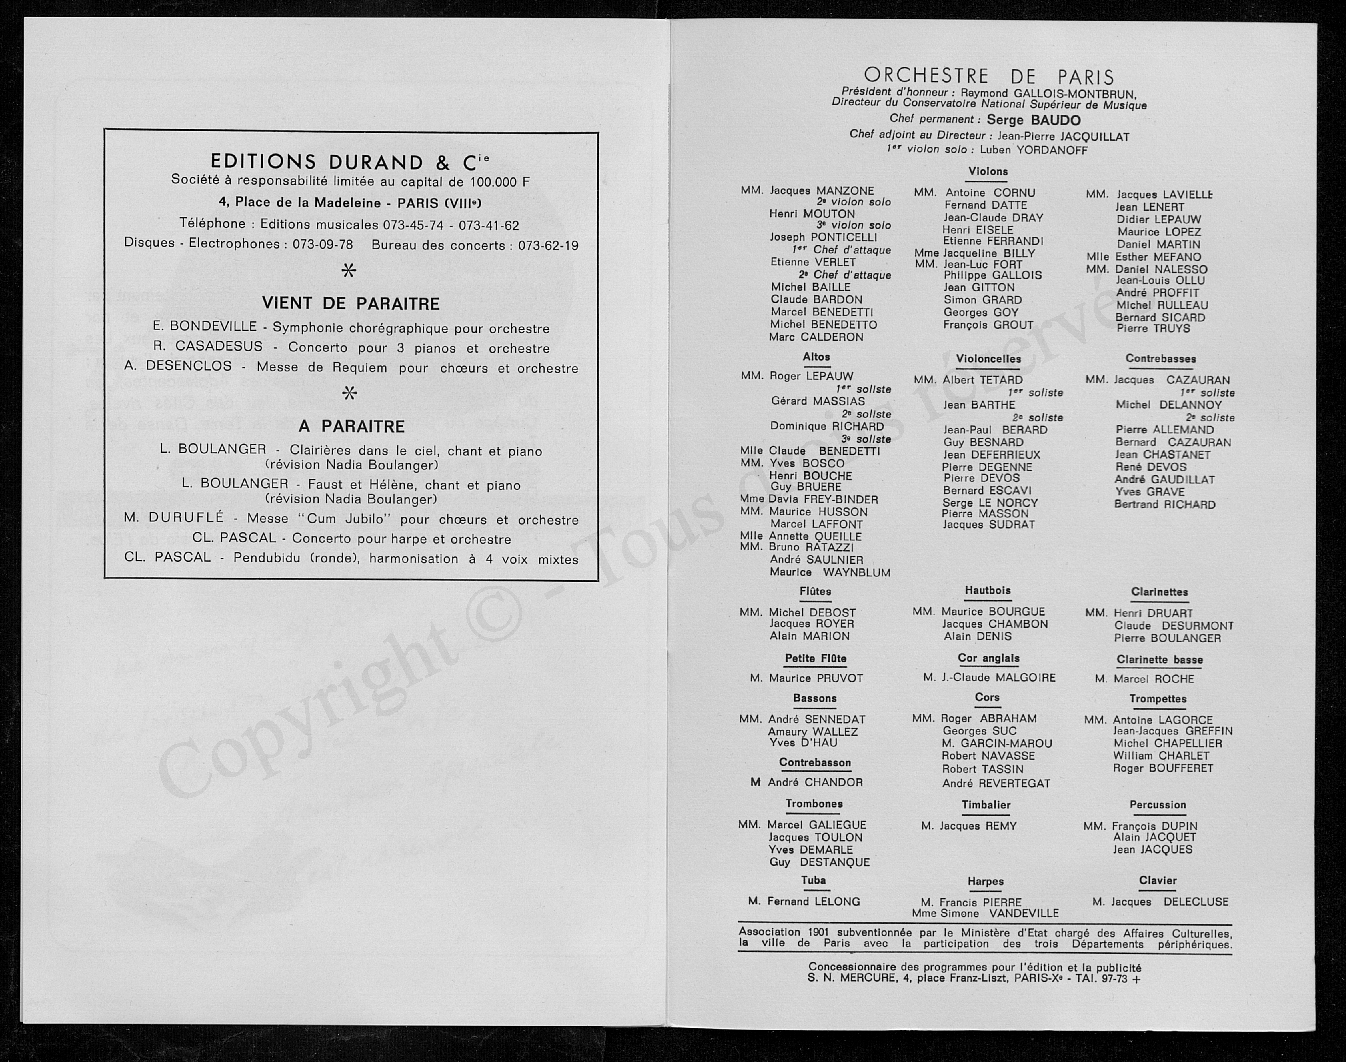 EDITIONS DURAND & Cie
Société à responsabilité limitée au capital de 100.000 F
4, Place de la Madeleine - PARIS (VIIIe)
Téléphone : Editions musicales 073-45-74 - 073-41-62
Disques - Electrophones : 073-09-78 Bureau des concerts : 073-62-19
*
VIENT DE PARAITRE
E. BONDEVILLE - Symphonie chorégraphique pour orchestre
R. CASADESUS - Concerto pour 3 pianos et orchestre
A. DESENCLOS - Messe de Requiem pour chœurs et orchestre
*
A PARAITRE
L. BOULANGER - Clairières dans le ciel, chant et piano
(révision Nadia Boulanger)
L. BOULANGER - Faust et Hélène, chant et piano
(révision Nadia Boulanger)
M. DURUFLÉ - Messe "Cum Jubilo" pour chœurs et orchestre
CL. PASCAL - Concerto pour harpe et orchestre
CL. PASCAL - Pendubidu (ronde), harmonisation à 4 voix mixtes
ORCHESTRE DE PARIS
Président d'honneur : Raymond GALLOIS-MONTBRUN,
Directeur du Conservatoire National Supérieur de Musique
Chef permanent : Serge BAUDO
Chef adjoint au Directeur : Jean-Pierre JACQUILLAT
1er violon solo : Luben YORDANOFF
Violons
MM. Jacques MANZONE
2e violon solo
Henri MOUTON
3e violon solo
Joseph PONTICELLI
1er Chef d'attaque
Etienne VERLET
2e Chef d'attaque
Michel BAILLE
Claude BARDON
Marcel BENEDETTI
Michel BENEDETTO
Marc CALDERON
MM. Antoine CORNU
Fernand DATTE
Jean-Claude DRAY
Henri EISELE
Etienne FERRANDI
Mme Jacqueline BILLY
MM. Jean-Luc FORT
Philippe GALLOIS
Jean GITTON
Simon GRARD
Georges GOY
François GROUT
MM. Jacques LAVIELLE
Jean LENERT
Didier LEPAUW
Maurice LOPEZ
Daniel MARTIN
Mlle Esther MEFANO
MM. Daniel NALESSO
Jean-Louis OLLU
André PROFFIT
Michel RULLEAU
Bernard SICARD
Pierre TRUYS
Altos
MM. Roger LEPAUW
1er soliste
Gérard MASSIAS
2e soliste
Dominique RICHARD
3e soliste
Mlle Claude BENEDETTI
MM. Yves BOSCO
Henri BOUCHE
Guy BRUERE
Mme Davia FREY-BINDER
MM. Maurice HUSSON
Marcel LAFFONT
Mlle Annette QUEILLE
MM. Bruno RATAZZI
André SAULNIER
Maurice WAYNBLUM
Violoncelles
MM. Albert TETARD
1er soliste
Jean BARTHE
2e soliste
Jean-Paul BERARD
Guy BESNARD
Jean DEFERRIEUX
Pierre DEGENNE
Pierre DEVOS
Bernard ESCAVI
Serge LE NORCY
Pierre MASSON
Jacques SUDRAT
Contrebasses
MM. Jacques CAZAURAN
1er soliste
Michel DELANNOY
2e soliste
Pierre ALLEMAND
Bernard CAZAURAN
Jean CHASTANET
René DEVOS
André GAUDILLAT
Yves GRAVE
Bertrand RICHARD
Flûtes
MM. Michel DEBOST
Jacques ROYER
Alain MARION
Hautbois
MM. Maurice BOURGUE
Jacques CHAMBON
Alain DENIS
Clarinettes
MM. Henri DRUART
Claude DESURMONT
Pierre BOULANGER
Petite Flûte
M. Maurice PRUVOT
Cor anglais
M. J.-Claude MALGOIRE
Clarinette basse
M. Marcel ROCHE
Bassons
MM. André SENNEDAT
Amaury WALLEZ
Yves D'HAU
Contrebasson
M André CHANDOR
Cors
MM. Roger ABRAHAM
Georges SUC
M. GARCIN-MAROU
Robert NAVASSE
Robert TASSIN
André REVERTEGAT
Trompettes
MM. Antoine LAGORCE
Jean-Jacques GREFFIN
Michel CHAPELLIER
William CHARLET
Roger BOUFFERET
Trombones
MM. Marcel GALIEGUE
Jacques TOULON
Yves DEMARLE
Guy DESTANQUE
Timbalier
M. Jacques REMY
Percussion
MM. François DUPIN
Alain JACQUET
Jean JACQUES
Tuba
M. Fernand LELONG
Harpes
M. Francis PIERRE
Mme Simone VANDEVILLE
Clavier
M. Jacques DELECLUSE
Association 1901 subventionnée par le Ministère d'Etat chargé des Affaires Culturelles,
la ville de Paris avec la participation des trois Départements périphériques.
Concessionnaire des programmes pour l'édition et la publicité
S. N. MERCURE, 4, place Franz-Liszt, PARIS-Xe - TAI. 97-73 +
Copyright © - Tous droits réservés